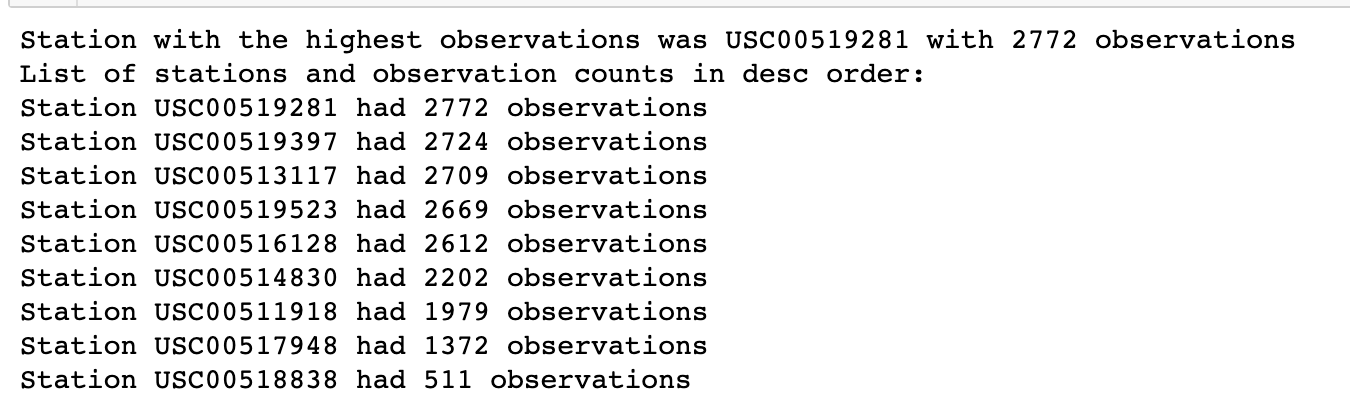 Station with the highest observations was USC00519281 with 2772 observations
List of stations and observation counts in desc order:
Station USC00519281 had 2772 observations
Station USC00519397 had 2724 observations
Station USC00513117 had 2709 observations
Station USC00519523 had 2669 observations
Station USC00516128 had 2612 observations
Station USC00514830 had 2202 observations
Station USC00511918 had 1979 observations
Station USC00517948 had 1372 observations
Station USC00518838 had 511 observations